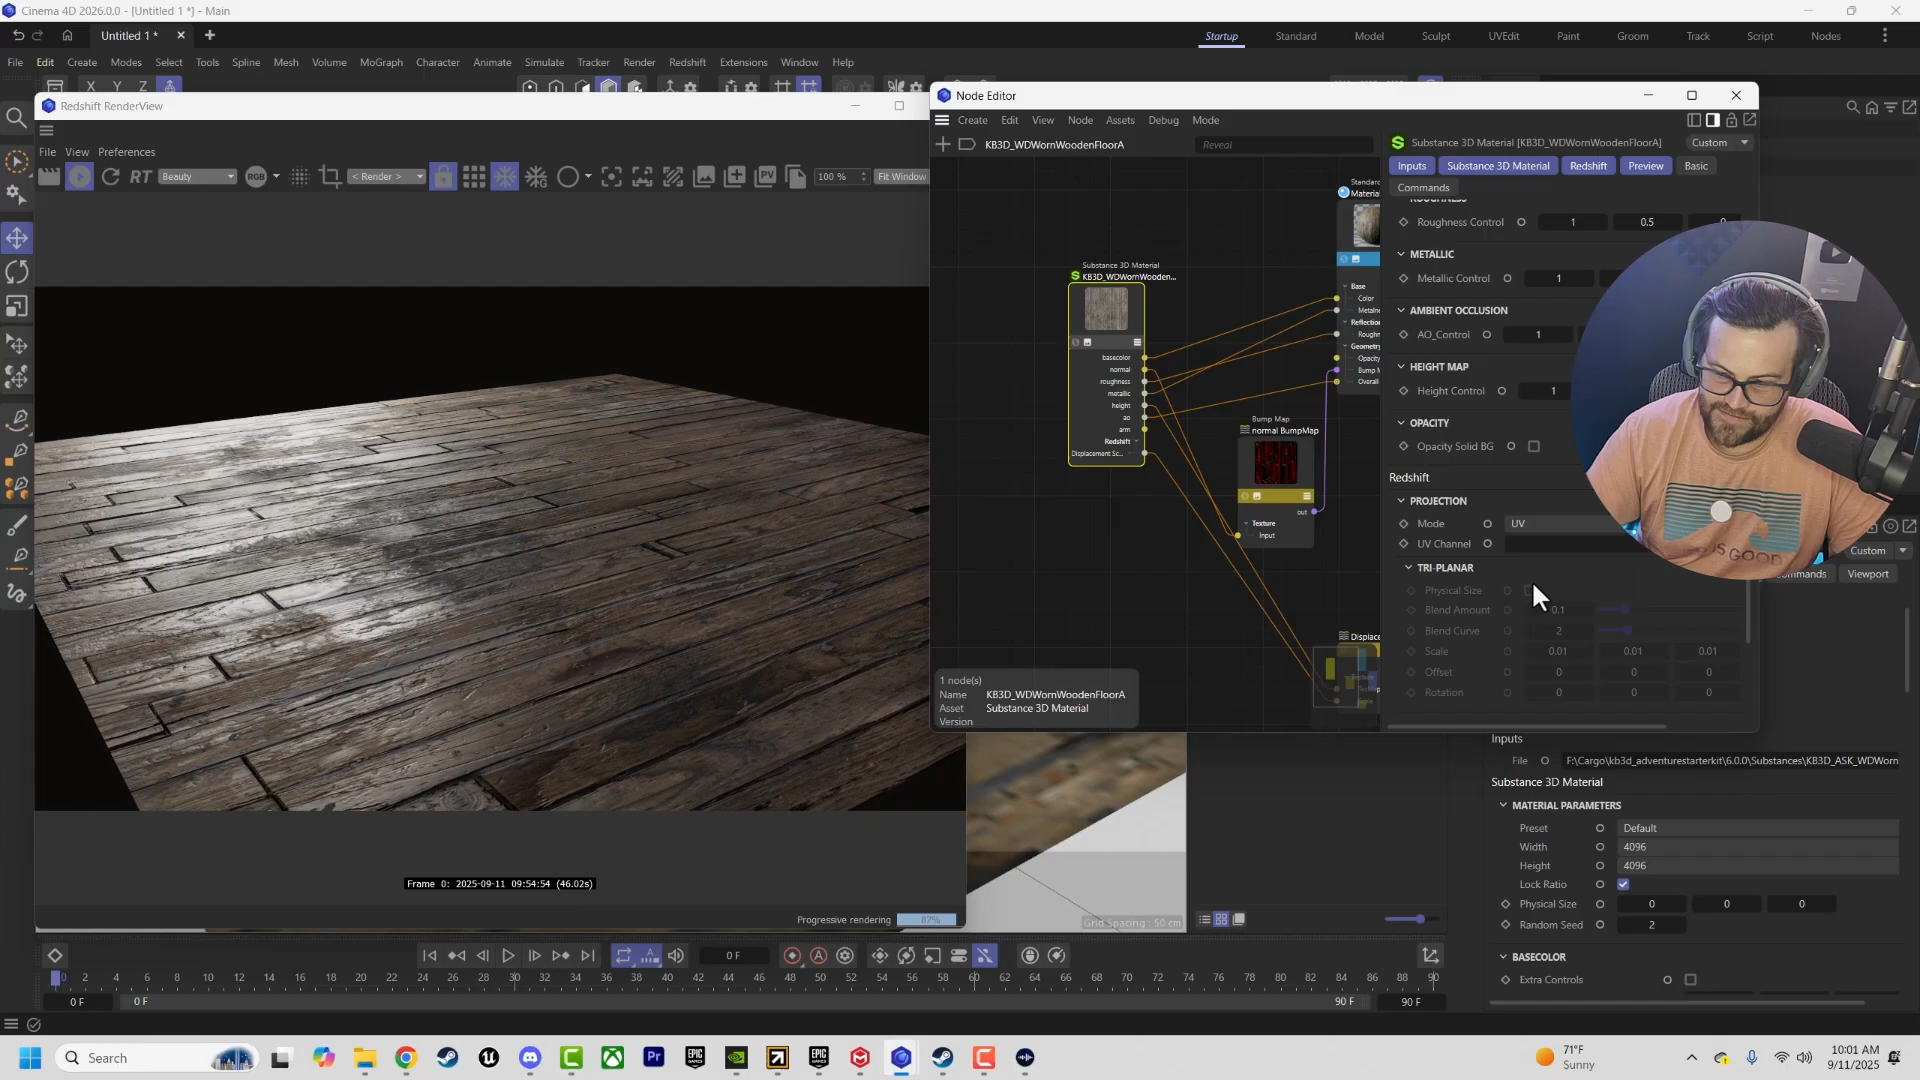 Cinema 4D 2026.0.0 - [Untitled 1 *] - Main
Untitled 1 *
Startup Standard Model Sculpt UVEdit Paint Groom Track Script Nodes
File Edit Create Modes Select Tools Spline Mesh Volume MoGraph Character Animate Simulate Tracker Render Redshift Extensions Window Help
X Y Z
Redshift RenderView
File View Preferences
RT Beauty RGB < Render > PV 100 % Fit Window
Frame 0: 2025-09-11 09:54:54 (46.02s)
Progressive rendering 87%
Node Editor
Create Edit View Node Assets Debug Mode
KB3D_WDWornWoodenFloorA
Reveal
Substance 3D Material
KB3D_WDWornWooden...
basecolor
normal
roughness
metallic
height
ao
arm
Redshift
Displacement Sc...
Standard
Material
Base
Color
Metalne
Reflectio
Roughn
Geometry
Opacity
Bump M
Overall
Bump Map
normal BumpMap
out
Texture
Input
Displace
1 node(s)
Name KB3D_WDWornWoodenFloorA
Asset Substance 3D Material
Version
Substance 3D Material [KB3D_WDWornWoodenFloorA]
Custom
Inputs Substance 3D Material Redshift Preview Basic
Commands
ROUGHNESS
Roughness Control 1 0.5 0
METALLIC
Metallic Control 1
AMBIENT OCCLUSION
AO_Control 1
HEIGHT MAP
Height Control 1
OPACITY
Opacity Solid BG
Redshift
PROJECTION
Mode UV
UV Channel
TRI-PLANAR
Physical Size
Blend Amount 0.1
Blend Curve 2
Scale 0.01 0.01 0.01
Offset 0 0 0
Rotation 0 0 0
IS GOOD
Custom
Commands Viewport
Inputs
File F:\Cargo\kb3d_adventurestarterkit\6.0.0\Substances\KB3D_ASK_WDWorn
Substance 3D Material
MATERIAL PARAMETERS
Preset Default
Width 4096
Height 4096
Lock Ratio
Physical Size 0 0 0
Random Seed 2
BASECOLOR
Extra Controls
Grid Spacing : 50 cm
0 F
0 2 4 6 8 10 12 14 16 18 20 22 24 26 28 30 32 34 36 38 40 42 44 46 48 50 52 54 56 58 60 62 64 66 68 70 72 74 76 78 80 82 84 86 88 90
0 F 0 F 90 F 90 F
Search
Pr
EPIC GAMES
EPIC GAMES
71°F
Sunny
10:01 AM
9/11/2025